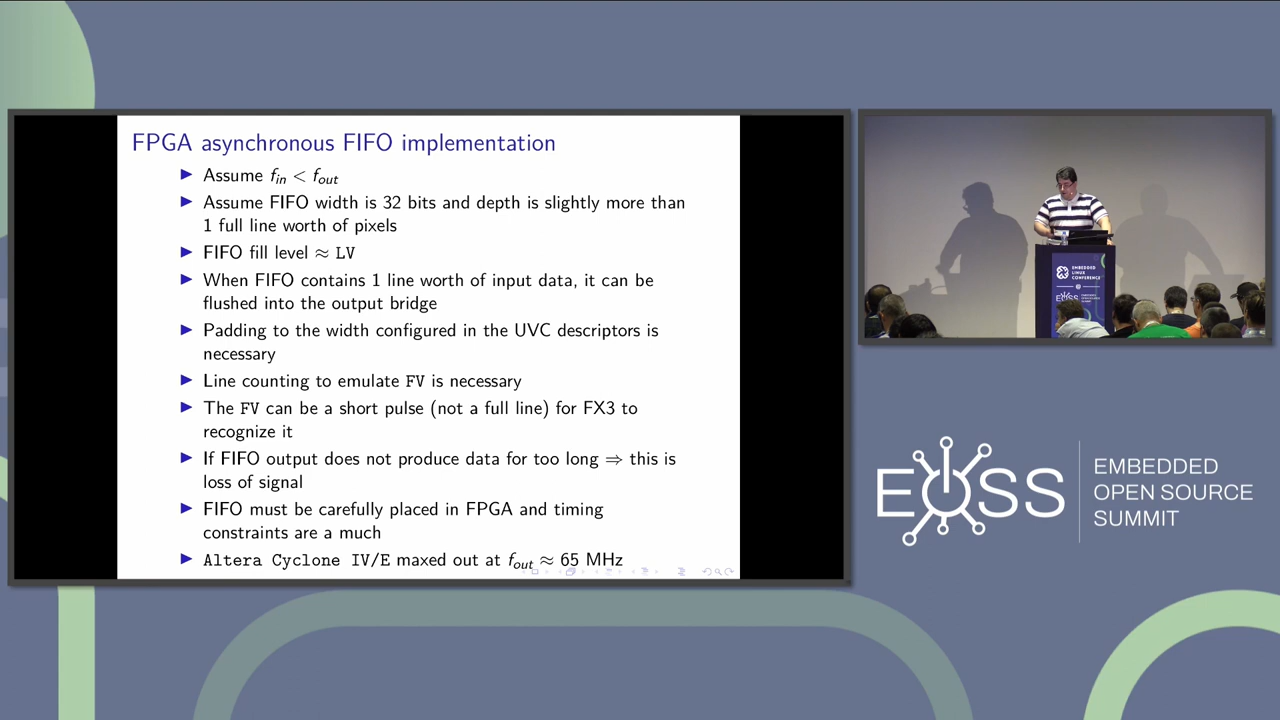 FPGA asynchronous FIFO implementation
▶ Assume f_in < f_out
▶ Assume FIFO width is 32 bits and depth is slightly more than
1 full line worth of pixels
▶ FIFO fill level ≈ LV
▶ When FIFO contains 1 line worth of input data, it can be
flushed into the output bridge
▶ Padding to the width configured in the UVC descriptors is
necessary
▶ Line counting to emulate FV is necessary
▶ The FV can be a short pulse (not a full line) for FX3 to
recognize it
▶ If FIFO output does not produce data for too long ⇒ this is
loss of signal
▶ FIFO must be carefully placed in FPGA and timing
constraints are a much
▶ Altera Cyclone IV/E maxed out at f_out ≈ 65 MHz
EMBEDDED
LINUX
CONFERENCE
EOSS
EMBEDDED
OPEN SOURCE
SUMMIT